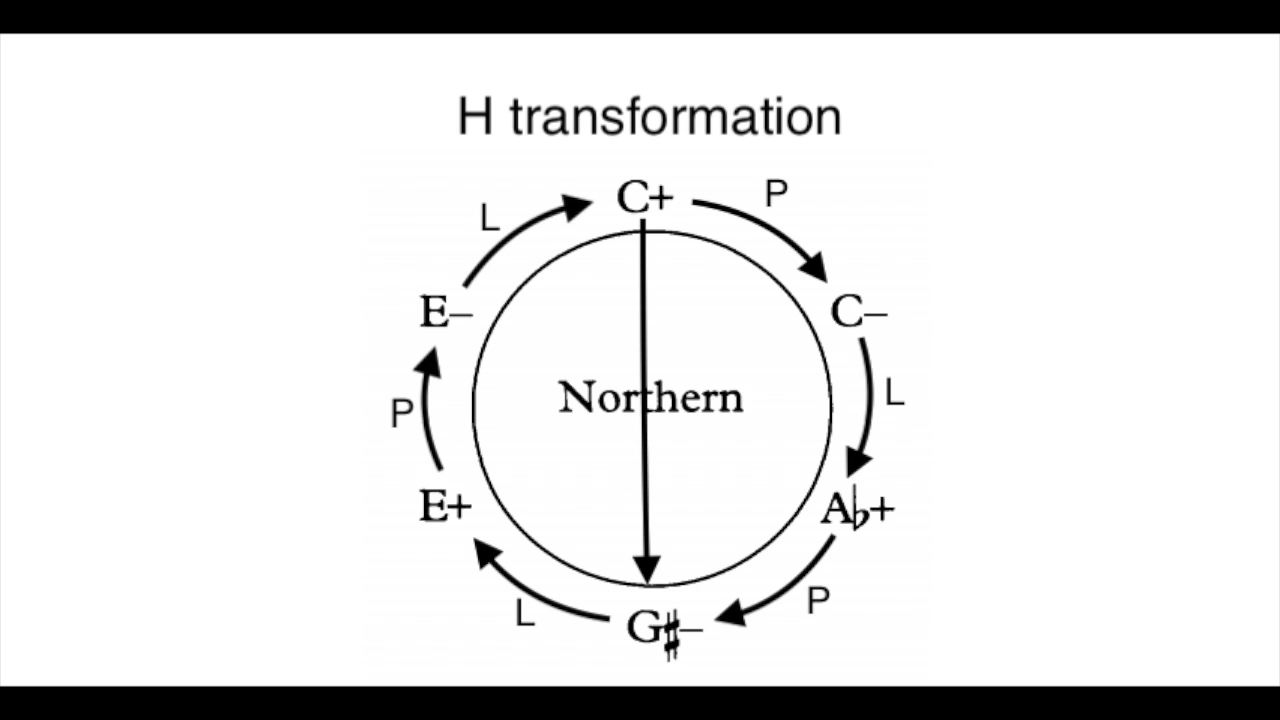 H transformation
C+
P
L
E–
C–
Northern
P
L
E+
A♭+
L
P
G♯–